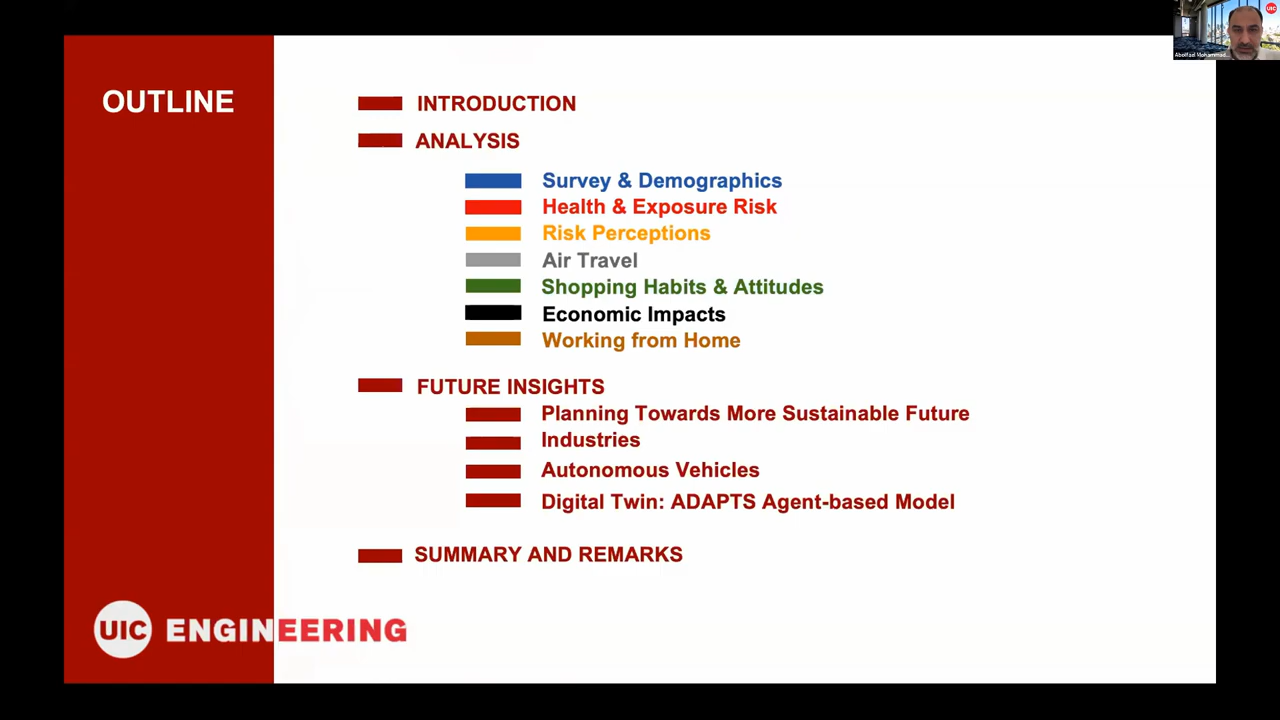 OUTLINE
INTRODUCTION
ANALYSIS
Survey & Demographics
Health & Exposure Risk
Risk Perceptions
Air Travel
Shopping Habits & Attitudes
Economic Impacts
Working from Home
FUTURE INSIGHTS
Planning Towards More Sustainable Future
Industries
Autonomous Vehicles
Digital Twin: ADAPTS Agent-based Model
SUMMARY AND REMARKS
UIC ENGINEERING
UIC